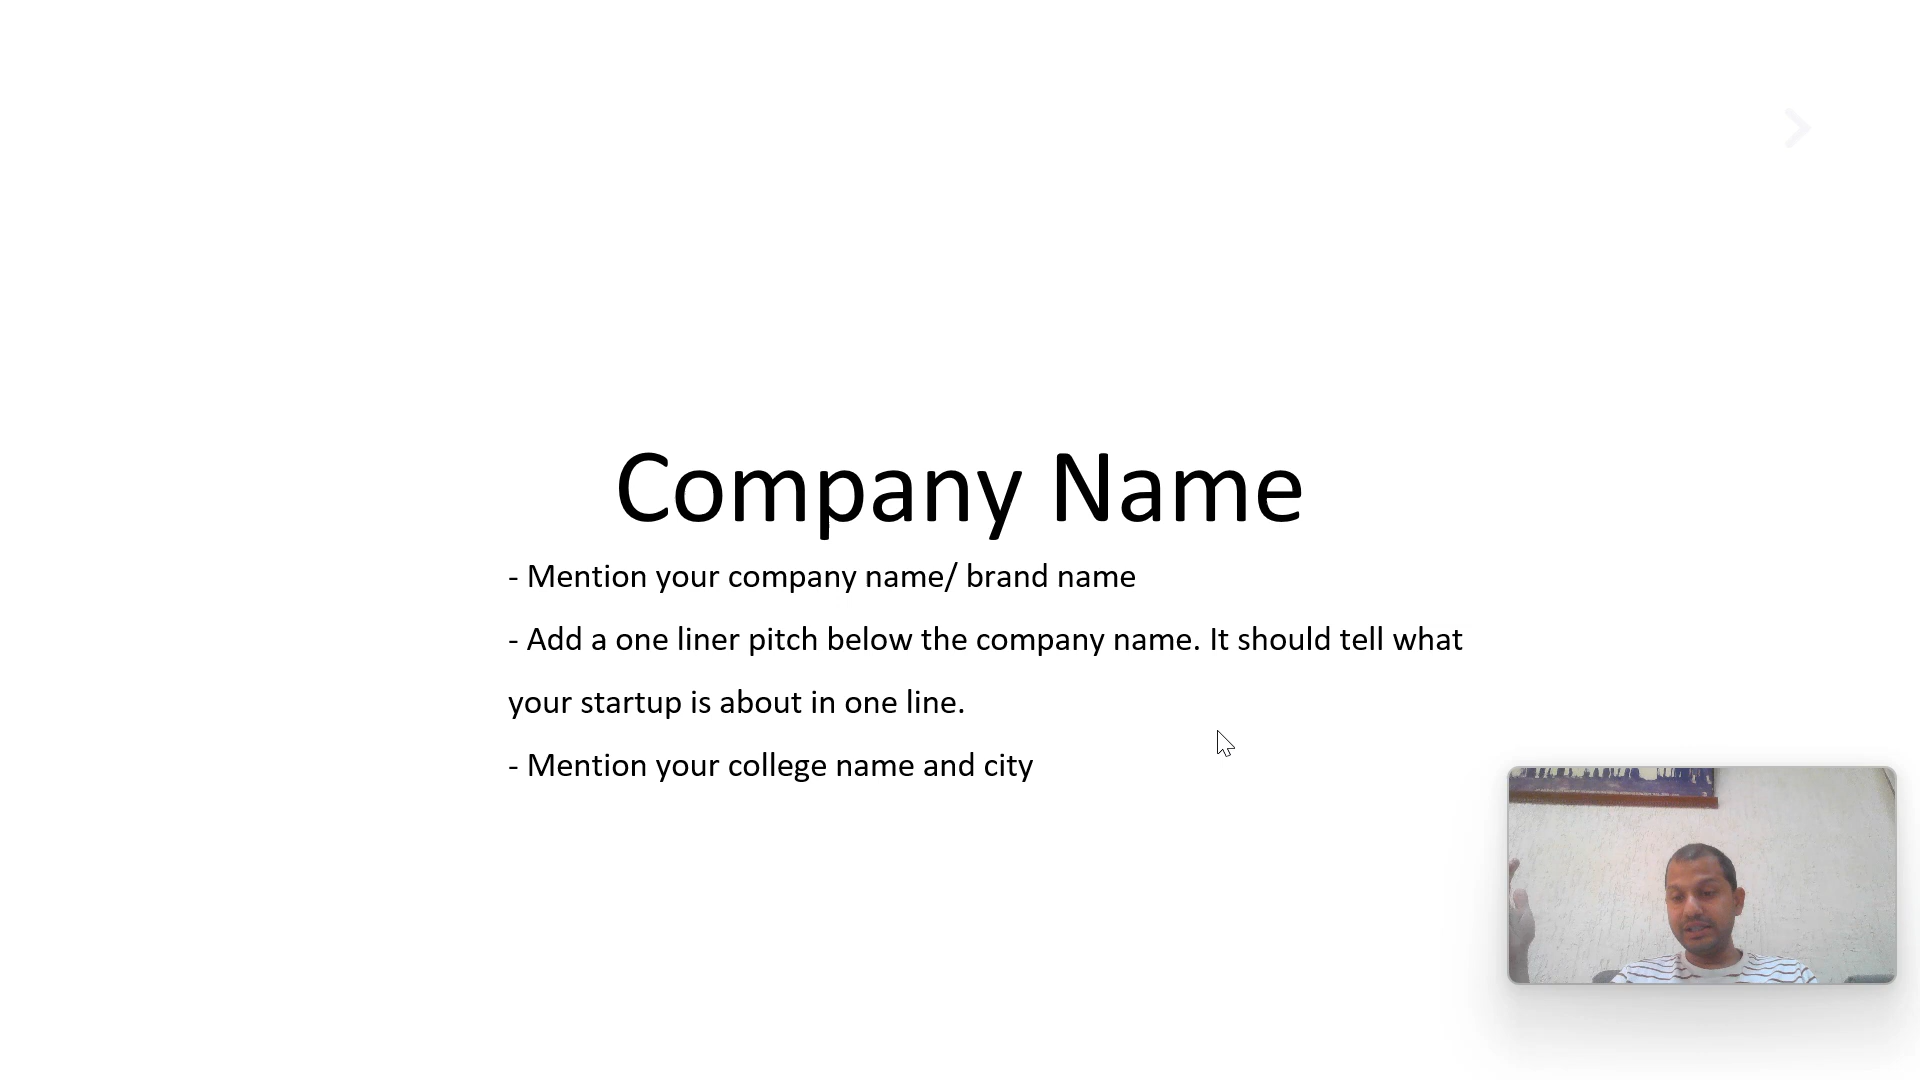 Company Name
- Mention your company name/ brand name
- Add a one liner pitch below the company name. It should tell what
your startup is about in one line.
- Mention your college name and city